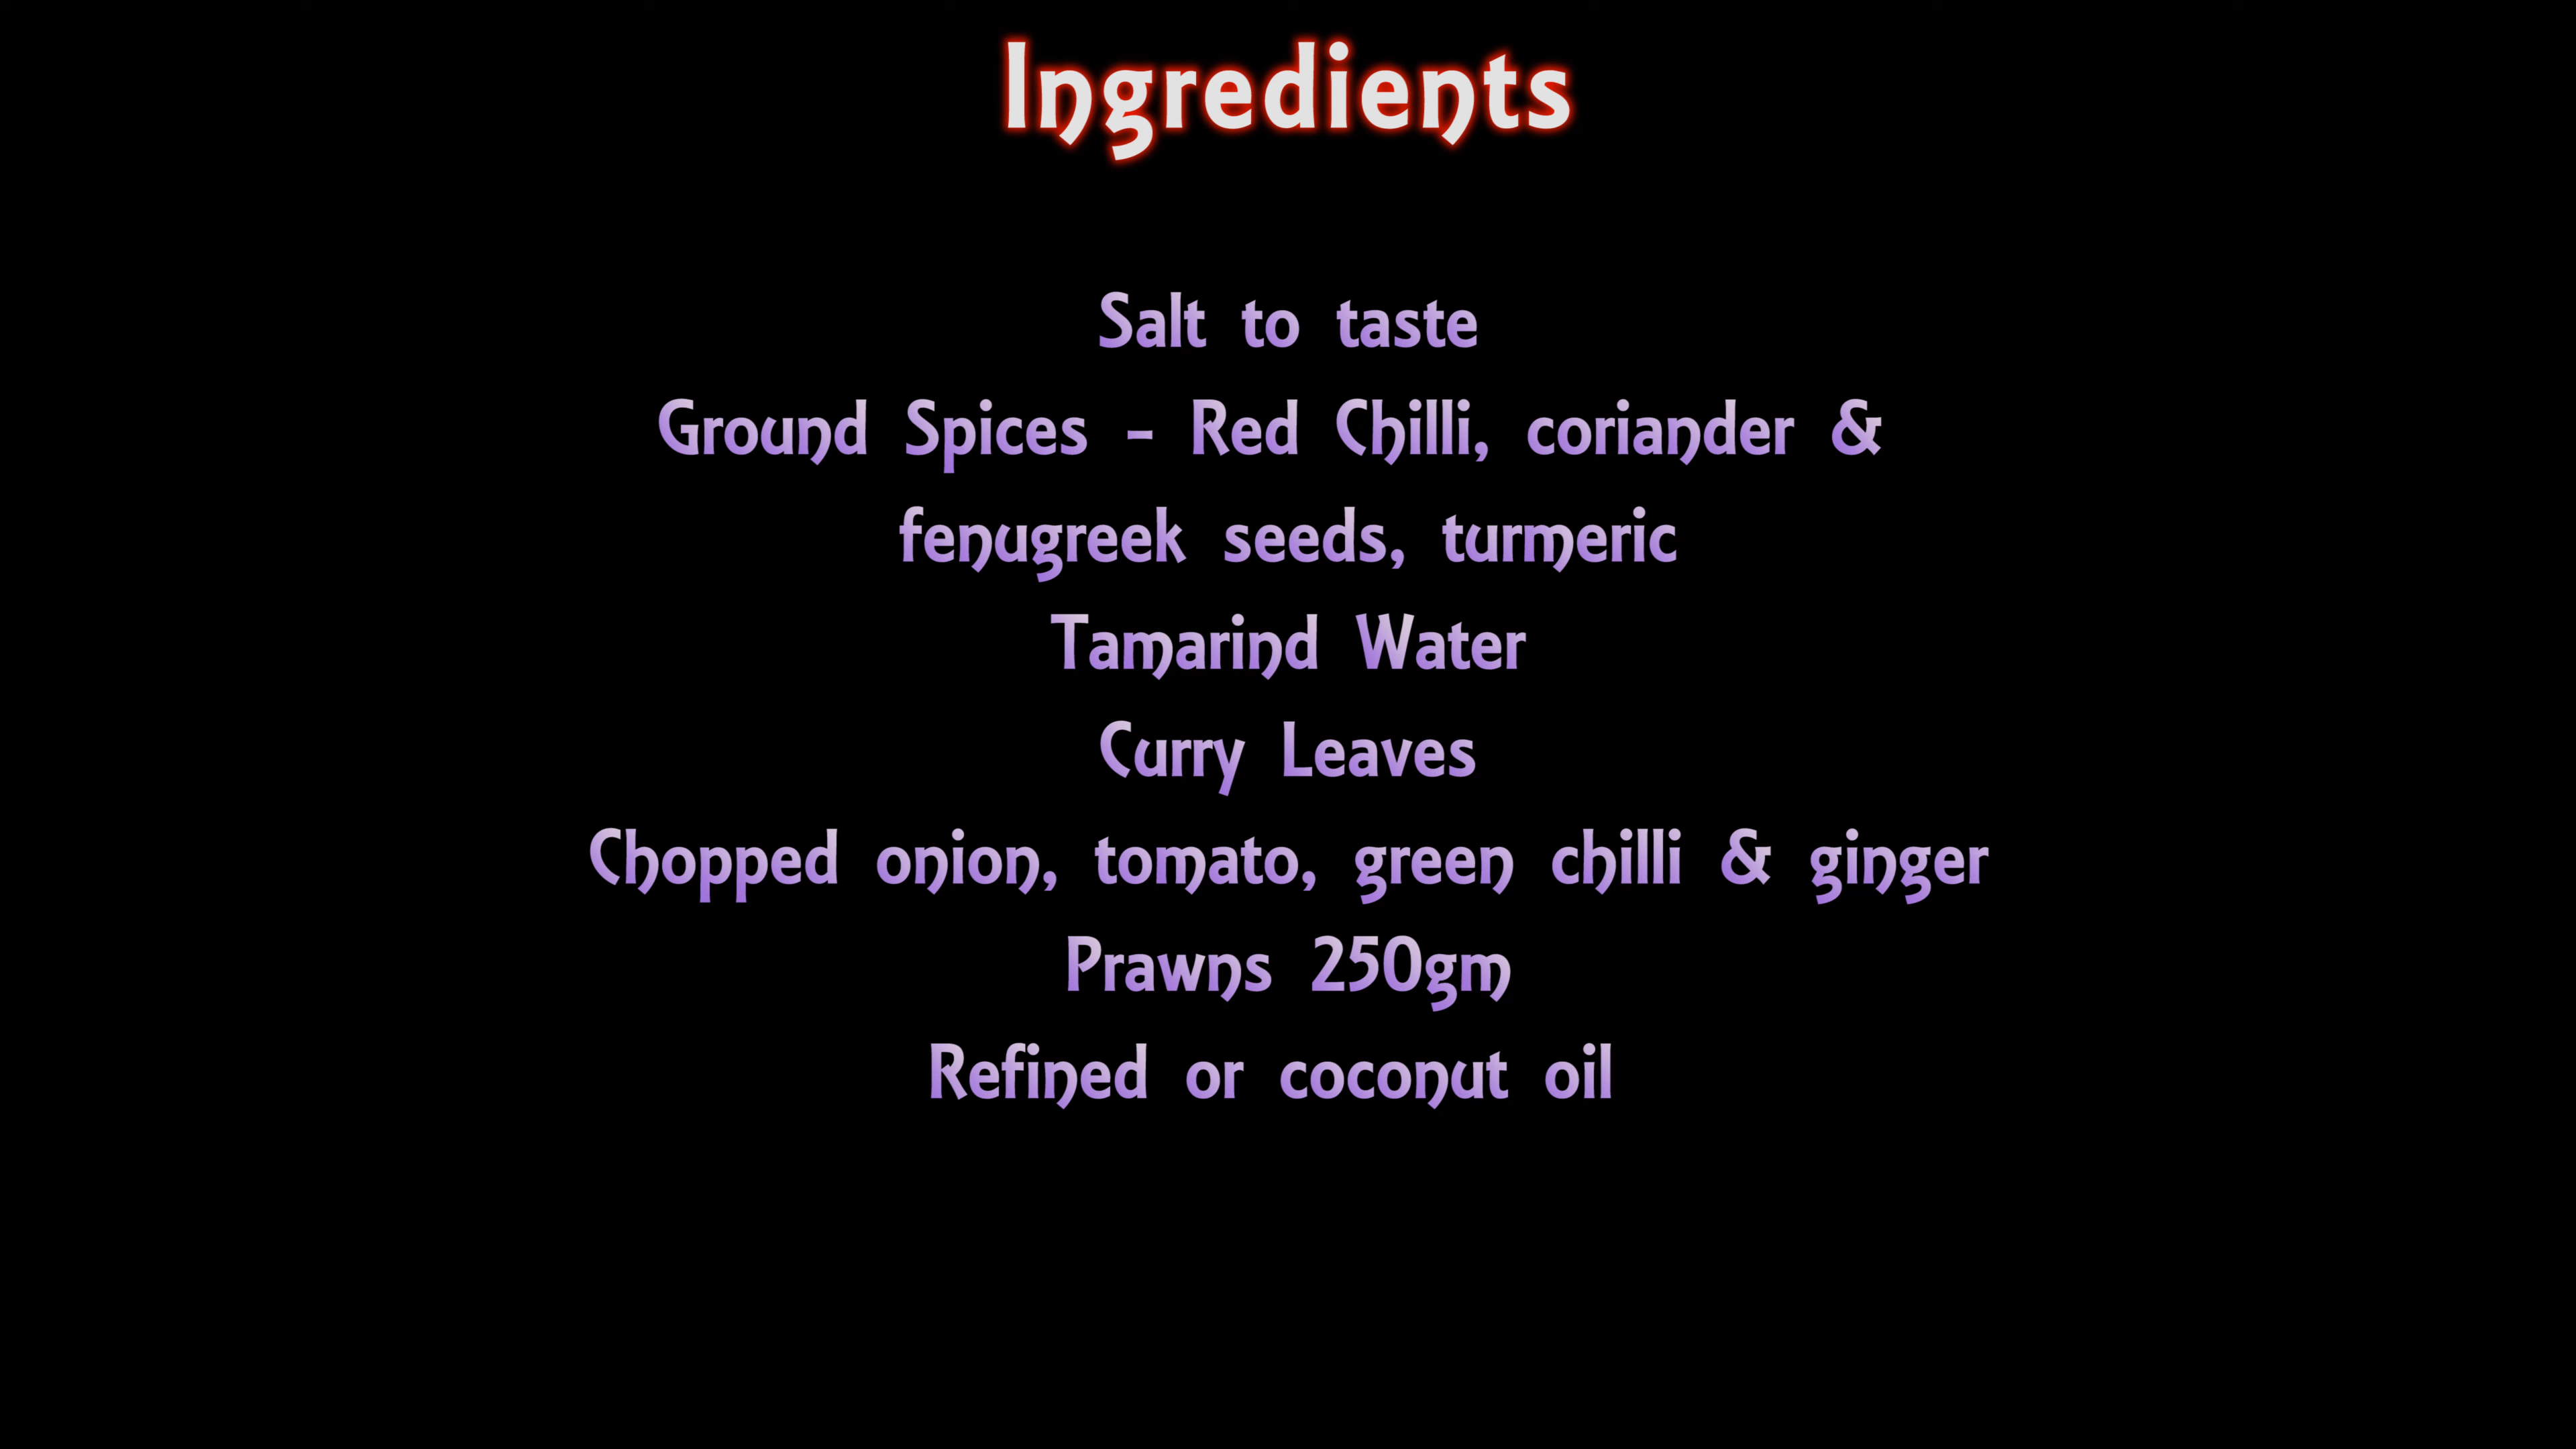 Ingredients
Salt to taste
Ground Spices - Red Chilli, coriander &
fenugreek seeds, turmeric
Tamarind Water
Curry Leaves
Chopped onion, tomato, green chilli & ginger
Prawns 250gm
Refined or coconut oil